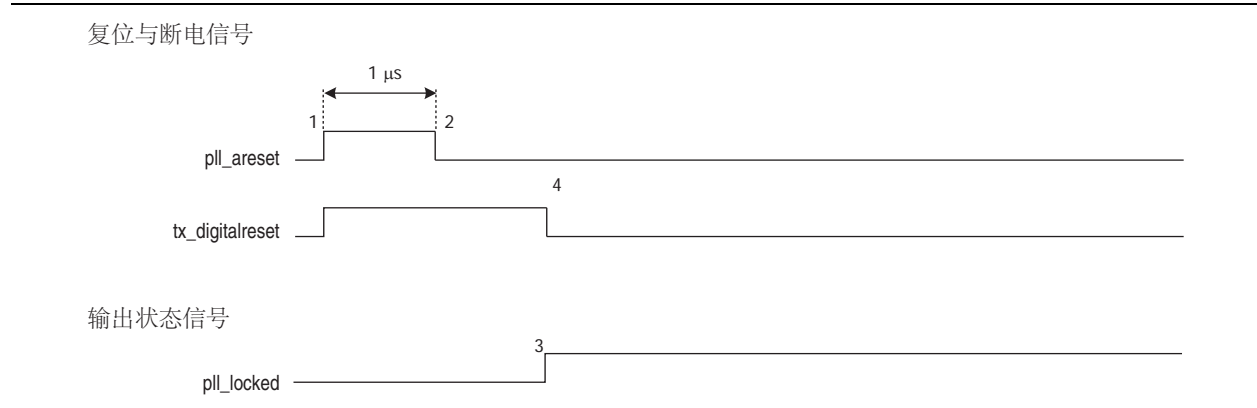 复位与断电信号
1 μs
1 2
pll_areset
4
tx_digitalreset
输出状态信号
3
pll_locked